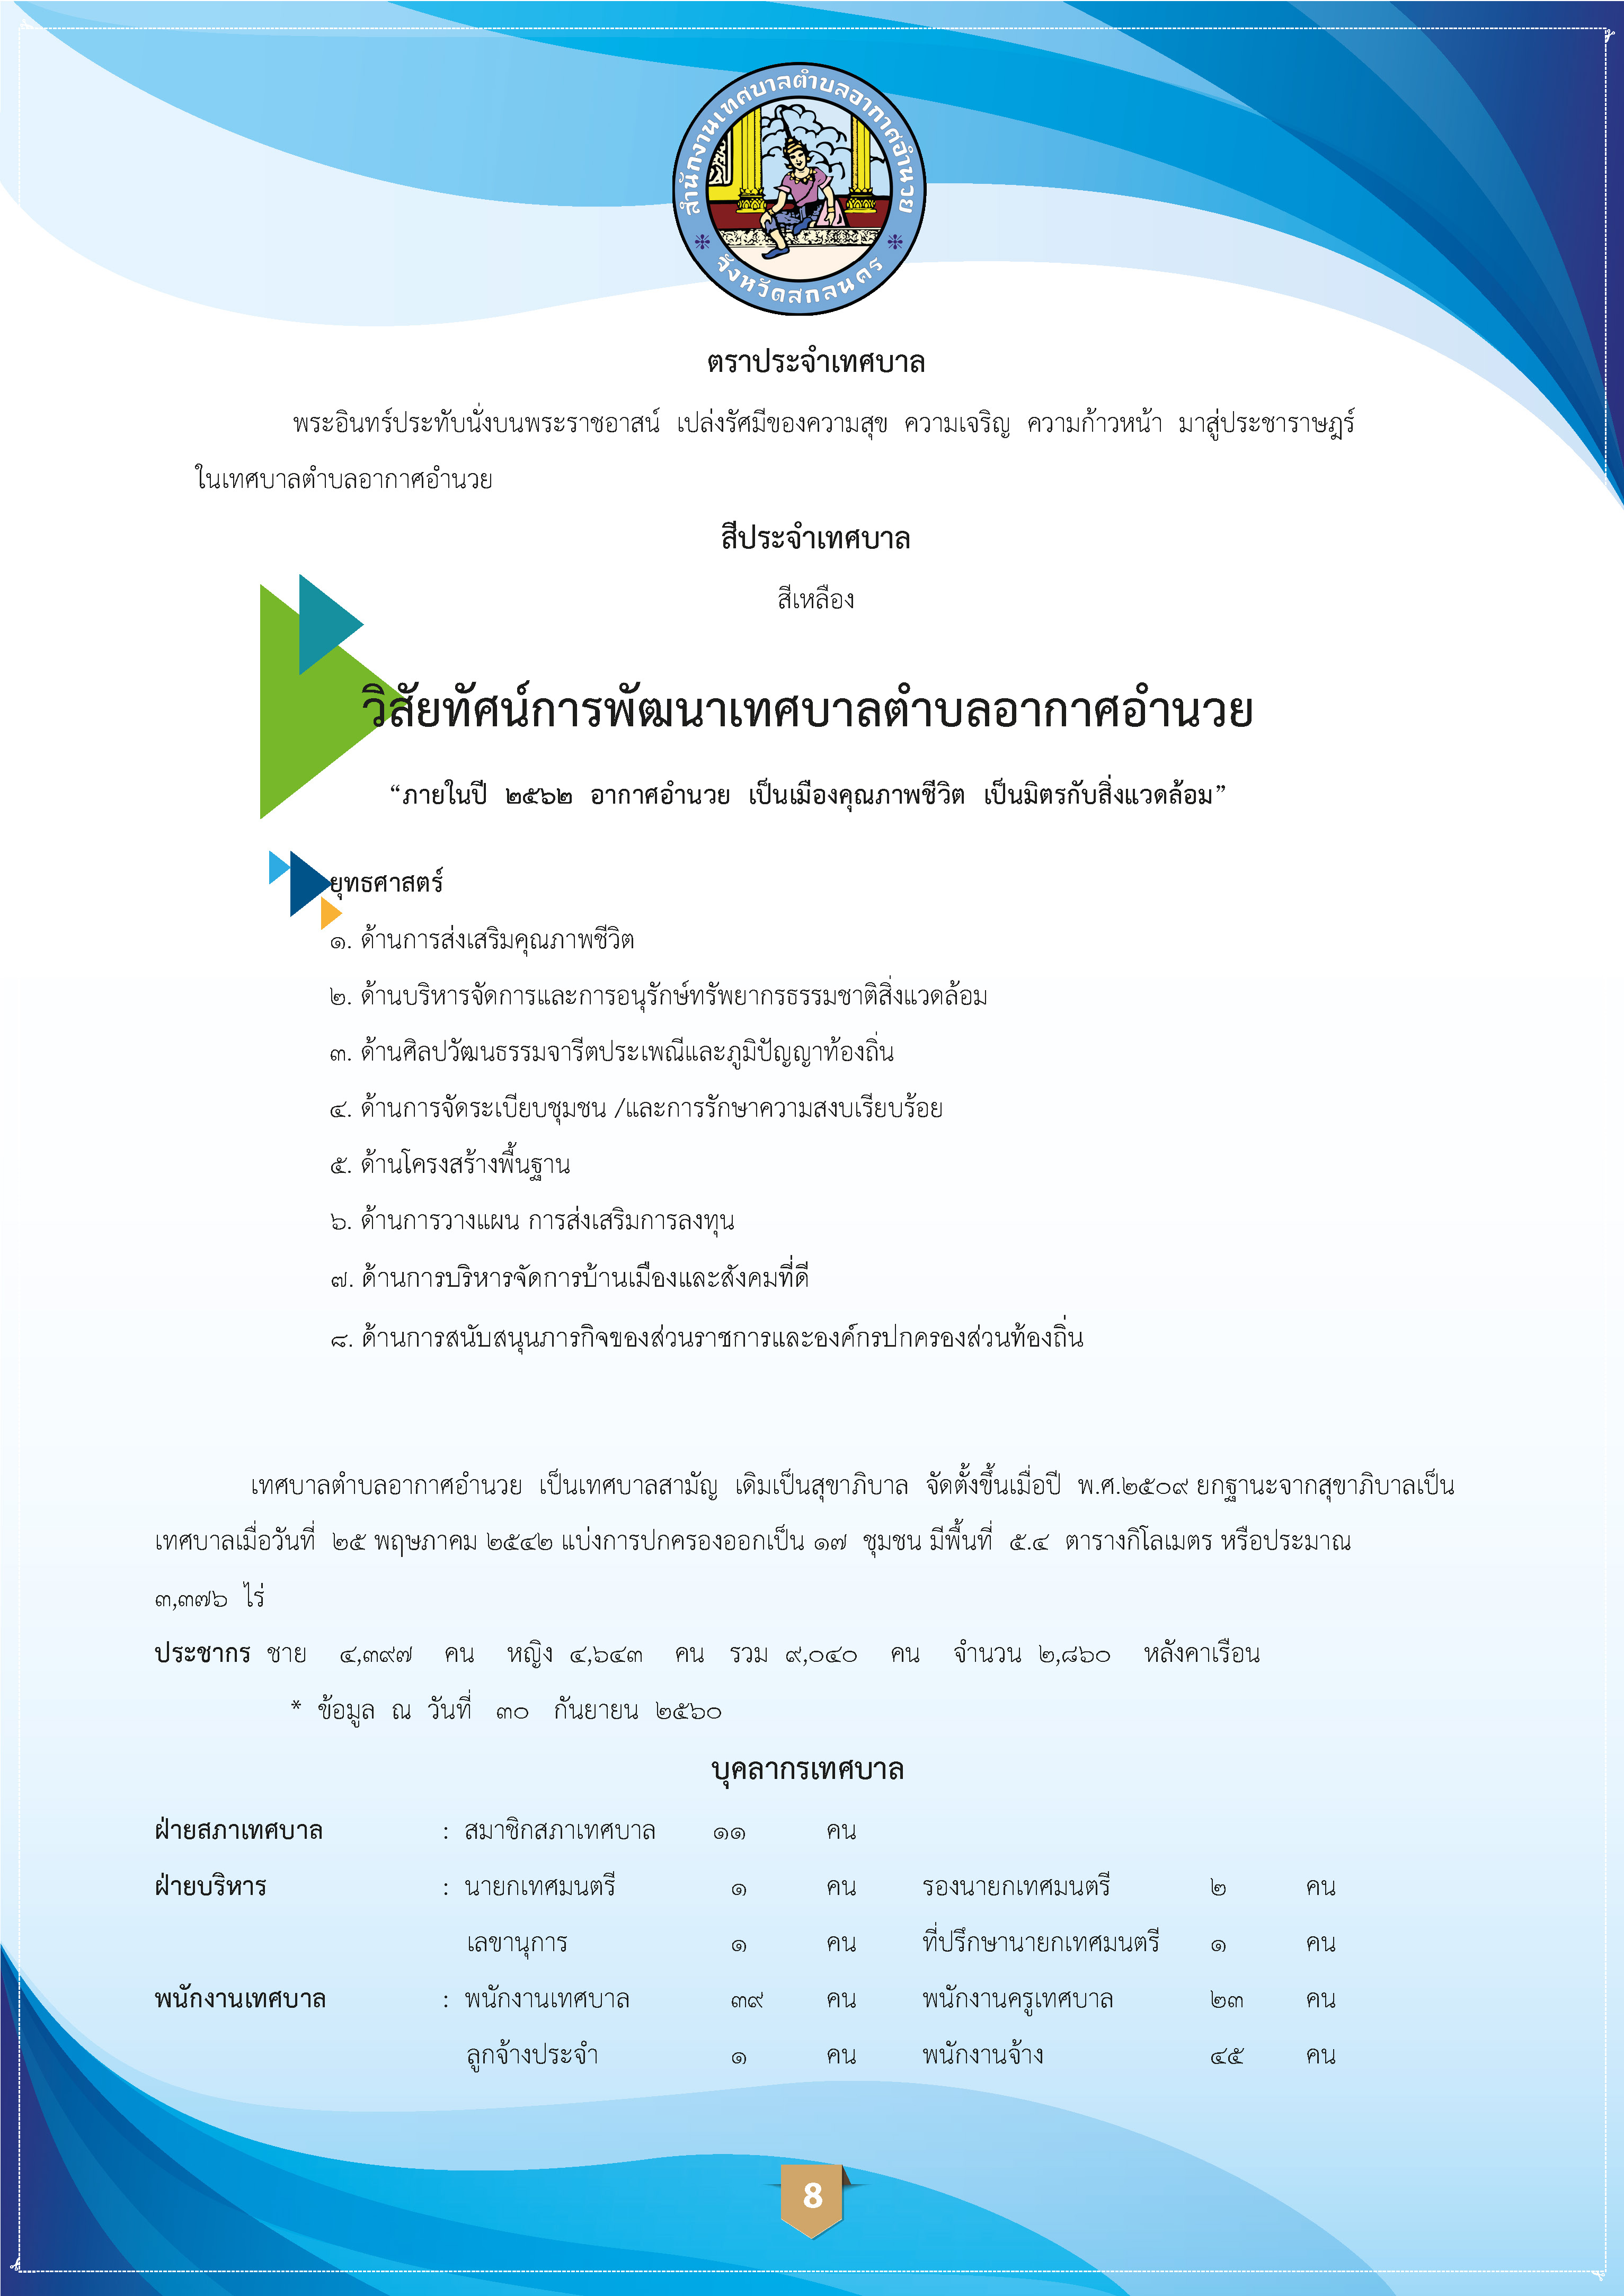 สำนักงานเทศบาลตำบลอากาศอำนวย
จังหวัดสกลนคร
ตราประจำเทศบาล
พระอินทร์ประทับนั่งบนพระราชอาสน์ เปล่งรัศมีของความสุข ความเจริญ ความก้าวหน้า มาสู่ประชาราษฎร์
ในเทศบาลตำบลอากาศอำนวย
สีประจำเทศบาล
สีเหลือง
วิสัยทัศน์การพัฒนาเทศบาลตำบลอากาศอำนวย
“ภายในปี ๒๕๖๒ อากาศอำนวย เป็นเมืองคุณภาพชีวิต เป็นมิตรกับสิ่งแวดล้อม”
ยุทธศาสตร์
๑. ด้านการส่งเสริมคุณภาพชีวิต
๒. ด้านบริหารจัดการและการอนุรักษ์ทรัพยากรธรรมชาติสิ่งแวดล้อม
๓. ด้านศิลปวัฒนธรรมจารีตประเพณีและภูมิปัญญาท้องถิ่น
๔. ด้านการจัดระเบียบชุมชน /และการรักษาความสงบเรียบร้อย
๕. ด้านโครงสร้างพื้นฐาน
๖. ด้านการวางแผน การส่งเสริมการลงทุน
๗. ด้านการบริหารจัดการบ้านเมืองและสังคมที่ดี
๘. ด้านการสนับสนุนภารกิจของส่วนราชการและองค์กรปกครองส่วนท้องถิ่น
เทศบาลตำบลอากาศอำนวย เป็นเทศบาลสามัญ เดิมเป็นสุขาภิบาล จัดตั้งขึ้นเมื่อปี พ.ศ.๒๕๐๙ ยกฐานะจากสุขาภิบาลเป็น
เทศบาลเมื่อวันที่ ๒๕ พฤษภาคม ๒๕๔๒ แบ่งการปกครองออกเป็น ๑๗ ชุมชน มีพื้นที่ ๕.๔ ตารางกิโลเมตร หรือประมาณ
๓,๓๗๖ ไร่
ประชากร ชาย ๔,๓๙๗ คน หญิง ๔,๖๔๓ คน รวม ๙,๐๔๐ คน จำนวน ๒,๘๖๐ หลังคาเรือน
* ข้อมูล ณ วันที่ ๓๐ กันยายน ๒๕๖๐
บุคลากรเทศบาล
ฝ่ายสภาเทศบาล : สมาชิกสภาเทศบาล ๑๑ คน
ฝ่ายบริหาร : นายกเทศมนตรี ๑ คน รองนายกเทศมนตรี ๒ คน
เลขานุการ ๑ คน ที่ปรึกษานายกเทศมนตรี ๑ คน
พนักงานเทศบาล : พนักงานเทศบาล ๓๙ คน พนักงานครูเทศบาล ๒๓ คน
ลูกจ้างประจำ ๑ คน พนักงานจ้าง ๔๕ คน
8